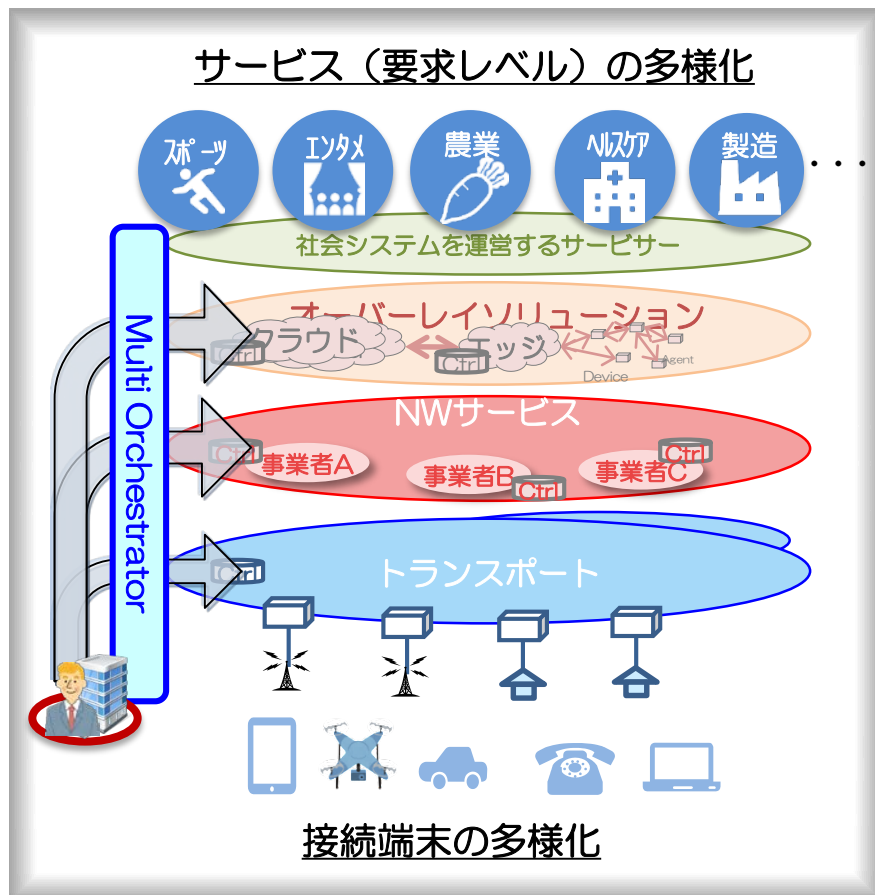 サービス（要求レベル）の多様化
スポーツ
エンタメ
農業
ヘルスケア
製造
・・・
社会システムを運営するサービサー
Multi Orchestrator
オーバーレイソリューション
クラウド
Ctrl
エッジ
Ctrl
Device
Agent
NWサービス
Ctrl
事業者A
事業者B
Ctrl
事業者C
Ctrl
トランスポート
Ctrl
接続端末の多様化